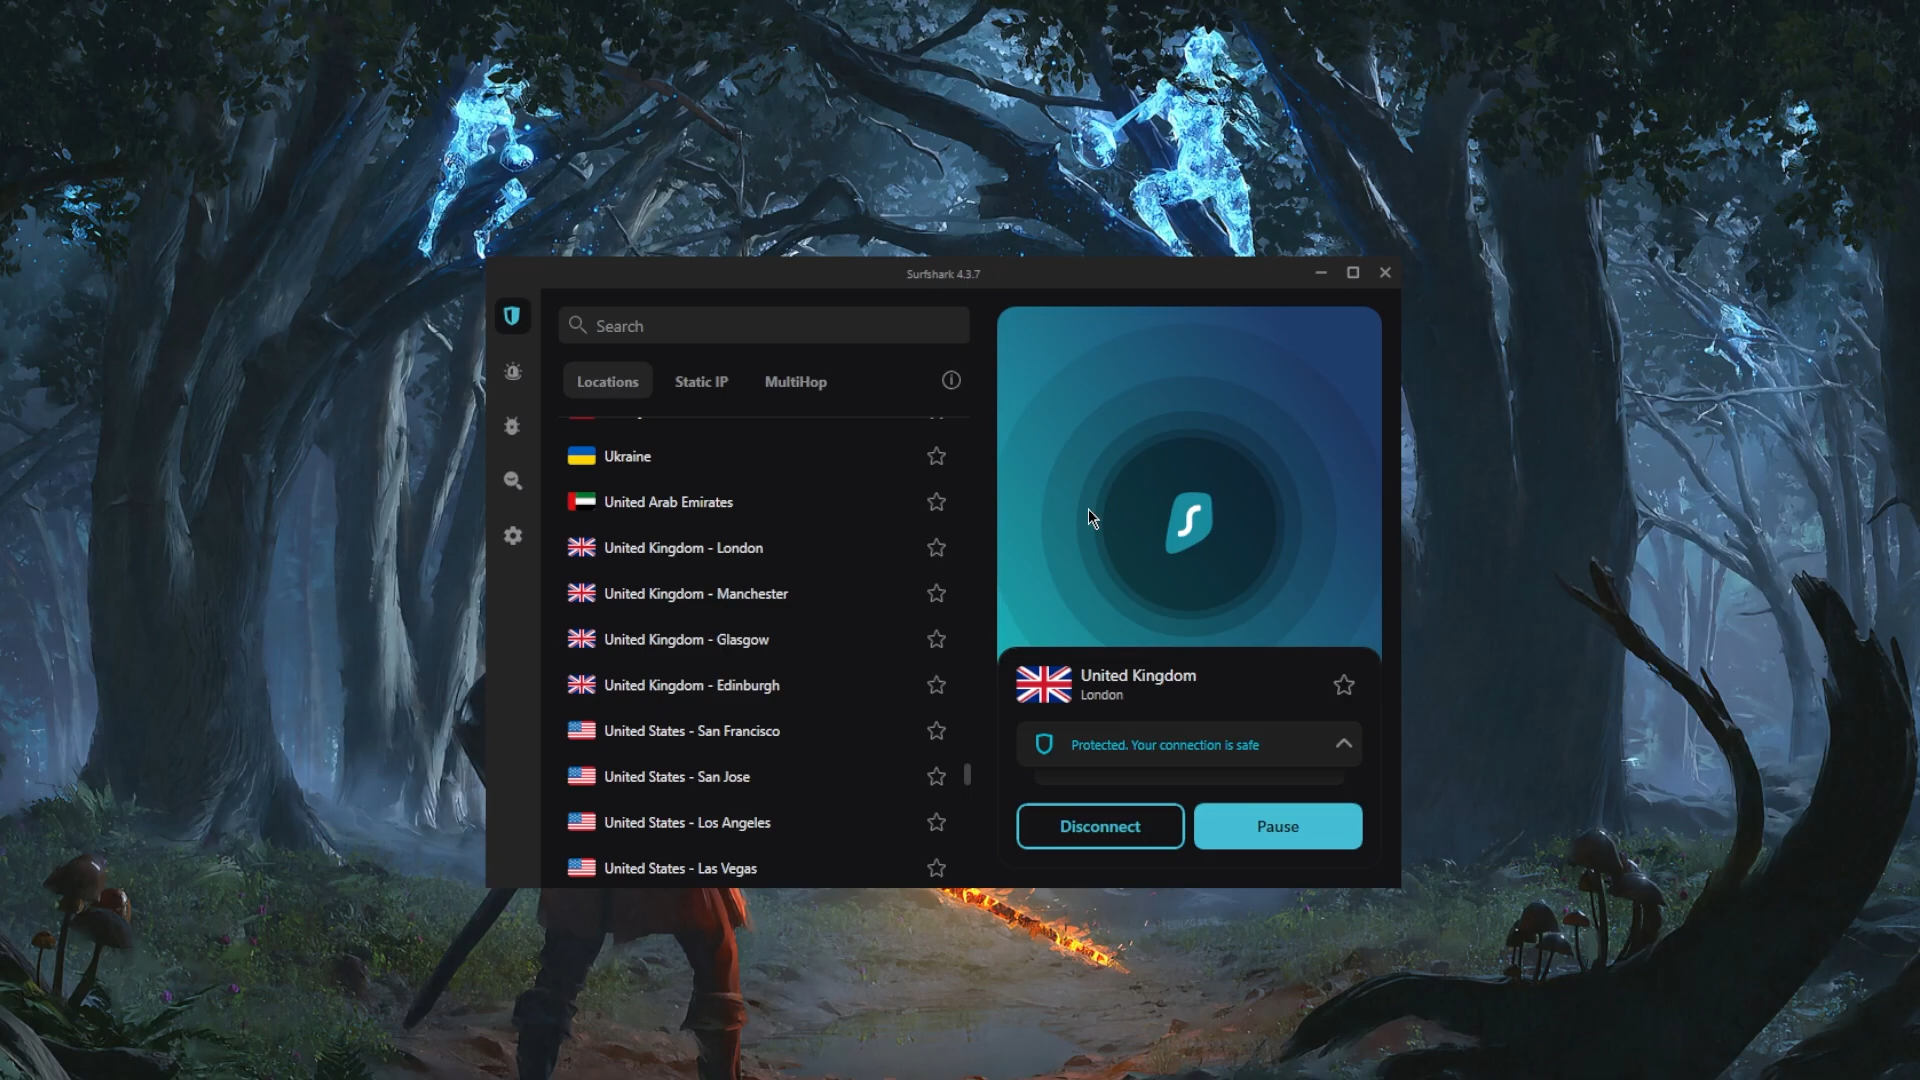 Surfshark 4.3.7
Search
Locations
Static IP
MultiHop
Ukraine
United Arab Emirates
United Kingdom - London
United Kingdom - Manchester
United Kingdom - Glasgow
United Kingdom - Edinburgh
United States - San Francisco
United States - San Jose
United States - Los Angeles
United States - Las Vegas
United Kingdom
London
Protected. Your connection is safe
Disconnect
Pause